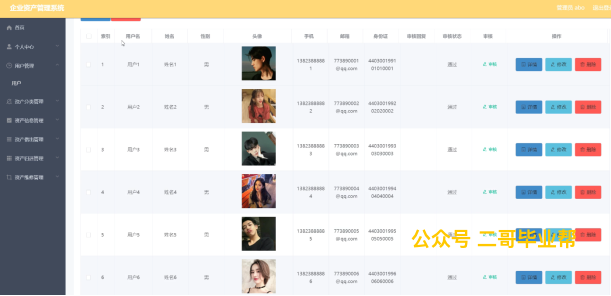 企业资产管理系统
管理员 abo
首页
个人中心
用户管理
用户
资产分类管理
资产信息管理
资产借出管理
资产归还管理
资产维修管理
索引 用户名 姓名 性别 头像 手机 邮箱 身份证 审核回复 审核状态 审核 操作
1 用户1 姓名1 13823888881 773890001@qq.com 440300199101010001 通过 审核 详情 修改 删除
2 用户2 姓名2 13823888882 773890002@qq.com 440300199202020002 通过 审核 详情 修改 删除
3 用户3 姓名3 13823888883 773890003@qq.com 440300199303030003 通过 审核 详情 修改 删除
4 用户4 姓名4 13823888884 773890004@qq.com 440300199404040004 通过 审核 详情 修改 删除
5 用户5 姓名5 13823888885 773890005@qq.com 440300199505050005 通过 审核 详情 修改 删除
6 用户6 姓名6 13823888886 773890006@qq.com 440300199606060006 通过 审核 详情 修改 删除
公众号 二哥毕业帮